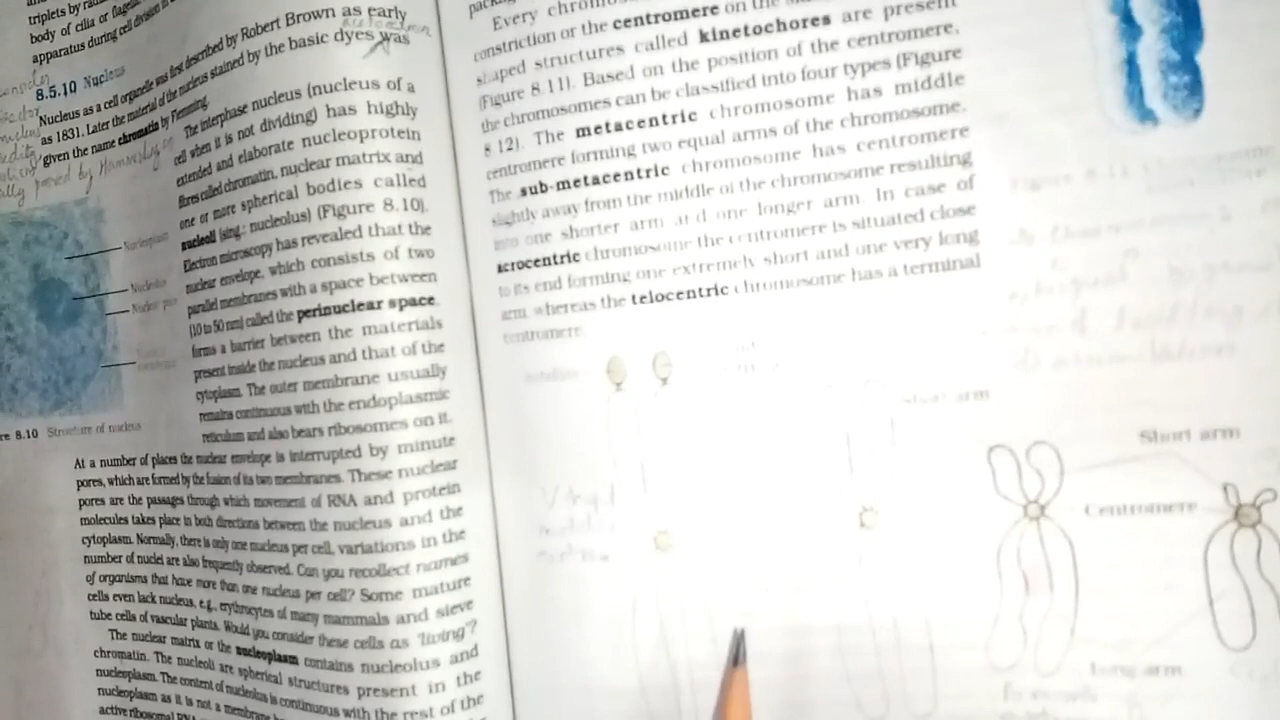 triplets by
body of cilia or
apparatus during cell division
8.5.10 Nucleus
Nucleus as a cell organelle was first described by Robert Brown as early
as 1831. Later the material of the nucleus stained by the basic dyes was
given the name chromatin by Flemming.
The interphase nucleus (nucleus of a
cell when it is not dividing) has highly
extended and elaborate nucleoprotein
fibres called chromatin, nuclear matrix and
one or more spherical bodies called
nucleoli (sing.: nucleolus) (Figure 8.10).
Electron microscopy has revealed that the
nuclear envelope, which consists of two
parallel membranes with a space between
(10 to 50 nm) called the perinuclear space,
forms a barrier between the materials
present inside the nucleus and that of the
cytoplasm. The outer membrane usually
remains continuous with the endoplasmic
reticulum and also bears ribosomes on it.
Nucleoplasm
Nucleolus
Nuclear pore
8.10 Structure of nucleus
At a number of places the nuclear envelope is interrupted by minute
pores, which are formed by the fusion of its two membranes. These nuclear
pores are the passages through which movement of RNA and protein
molecules takes place in both directions between the nucleus and the
cytoplasm. Normally, there is only one nucleus per cell, variations in the
number of nuclei are also frequently observed. Can you recollect names
of organisms that have more than one nucleus per cell? Some mature
cells even lack nucleus, e.g., erythrocytes of many mammals and sieve
tube cells of vascular plants. Would you consider these cells as 'living'?
The nuclear matrix or the nucleoplasm contains nucleolus and
chromatin. The nucleoli are spherical structures present in the
nucleoplasm. The content of nucleolus is continuous with the rest of the
nucleoplasm as it is not a membrane
active ribosomal
Every
constriction or the centromere on the
shaped structures called kinetochores are present
(Figure 8.11). Based on the position of the centromere,
the chromosomes can be classified into four types (Figure
8.12). The metacentric chromosome has middle
centromere forming two equal arms of the chromosome.
The sub-metacentric chromosome has centromere
slightly away from the middle of the chromosome resulting
into one shorter arm and one longer arm. In case of
acrocentric chromosome the centromere is situated close
to its end forming one extremely short and one very long
arm, whereas the telocentric chromosome has a terminal
centromere.
Short arm
Short arm
Centromere
Long arm